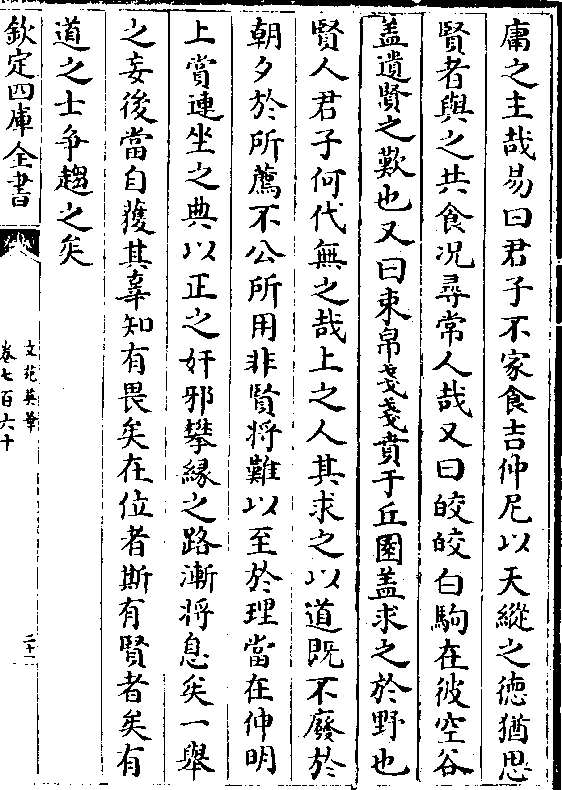 庸之主哉易曰君子不家食吉仲尼以天縱之徳猶思
賢者與之共食况尋常人哉又曰皎皎白駒在彼空谷
盖遺賢之歎也又曰束帛戔戔賁于丘園盖求之於野也
賢人君子何代無之哉上之人其求之以道既不廢於
朝夕於所薦不公所用非賢将難以至於理當在仲明
上賞連坐之典以正之奸邪攀縁之路漸将息矣一舉
之妄後當自䕶其辜知有畏矣在位者斯有賢者矣有
道之士争趨之矣
欽定四庫全書
文苑英華
卷七百六十
二十一